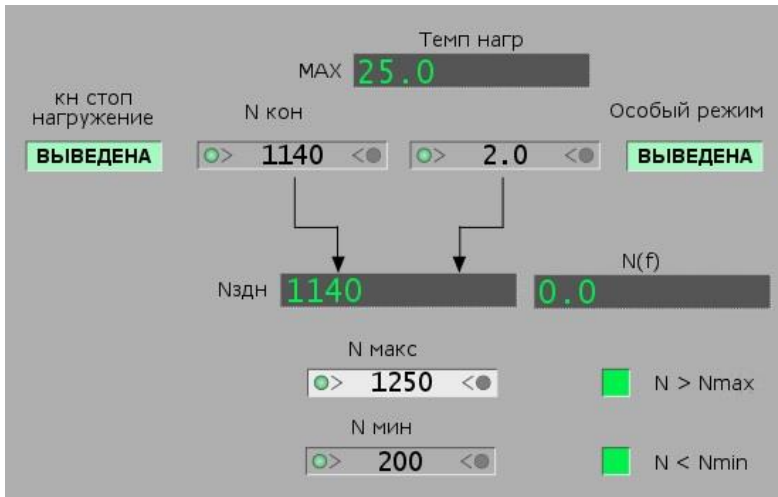 Темп нагр
MAX 25.0
кн стоп
нагружение
N кон
Особый режим
ВЫВЕДЕНА
1140
2.0
ВЫВЕДЕНА
Nздн 1140
N(f)
0.0
N макс
1250
N > Nmax
N мин
200
N < Nmin